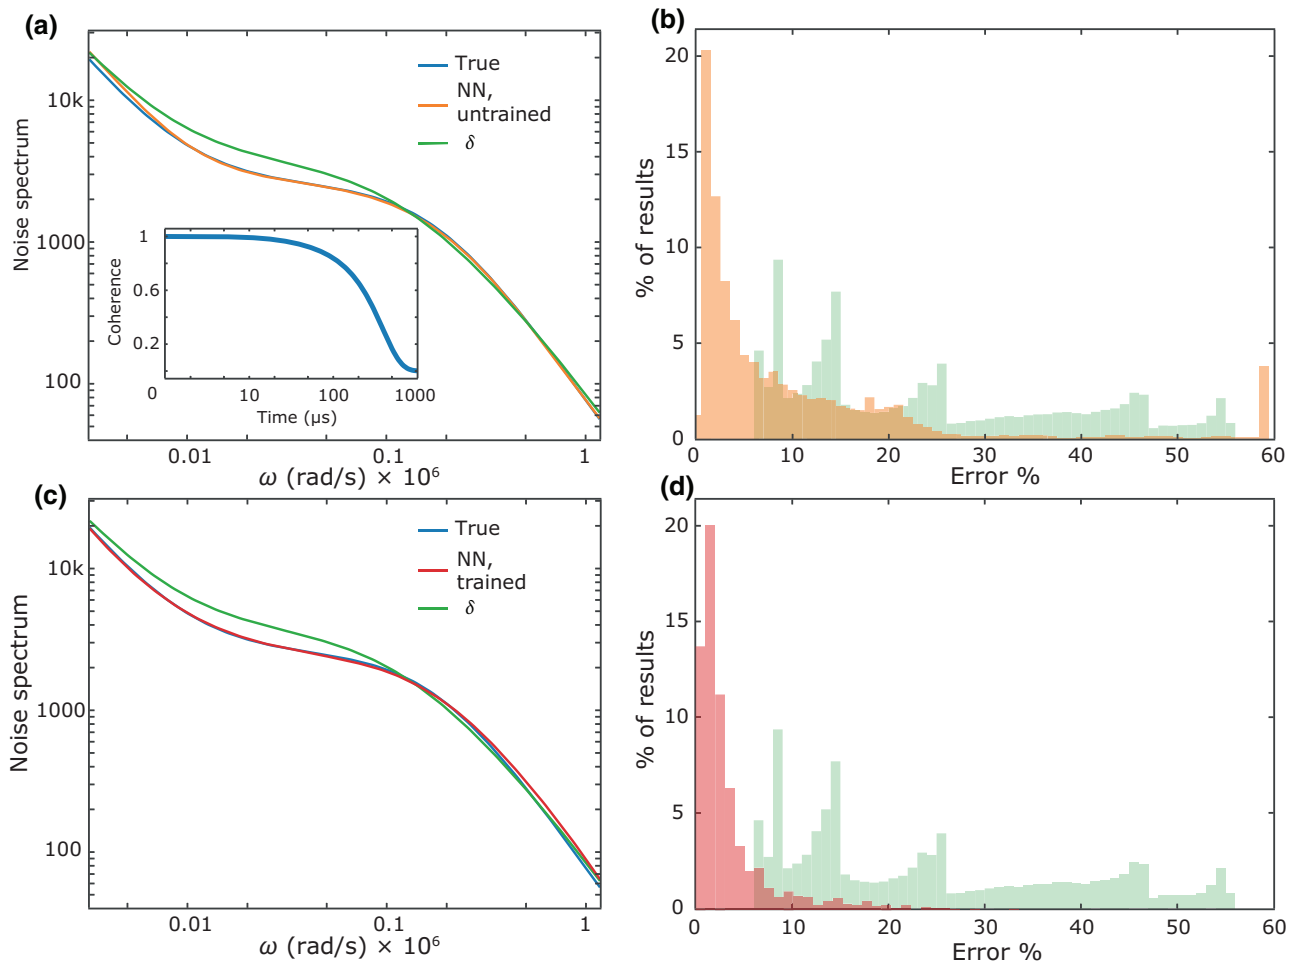 (a)
True
NN,
untrained
δ
Noise spectrum
10k
1000
100
0.01
0.1
1
ω (rad/s) × 10⁶
Coherence
1
0.6
0.2
0
10
100
1000
Time (μs)
(b)
% of results
20
15
10
5
0
10
20
30
40
50
60
Error %
(c)
True
NN,
trained
δ
Noise spectrum
10k
1000
100
0.01
0.1
1
ω (rad/s) × 10⁶
(d)
% of results
20
15
10
5
0
0
10
20
30
40
50
60
Error %